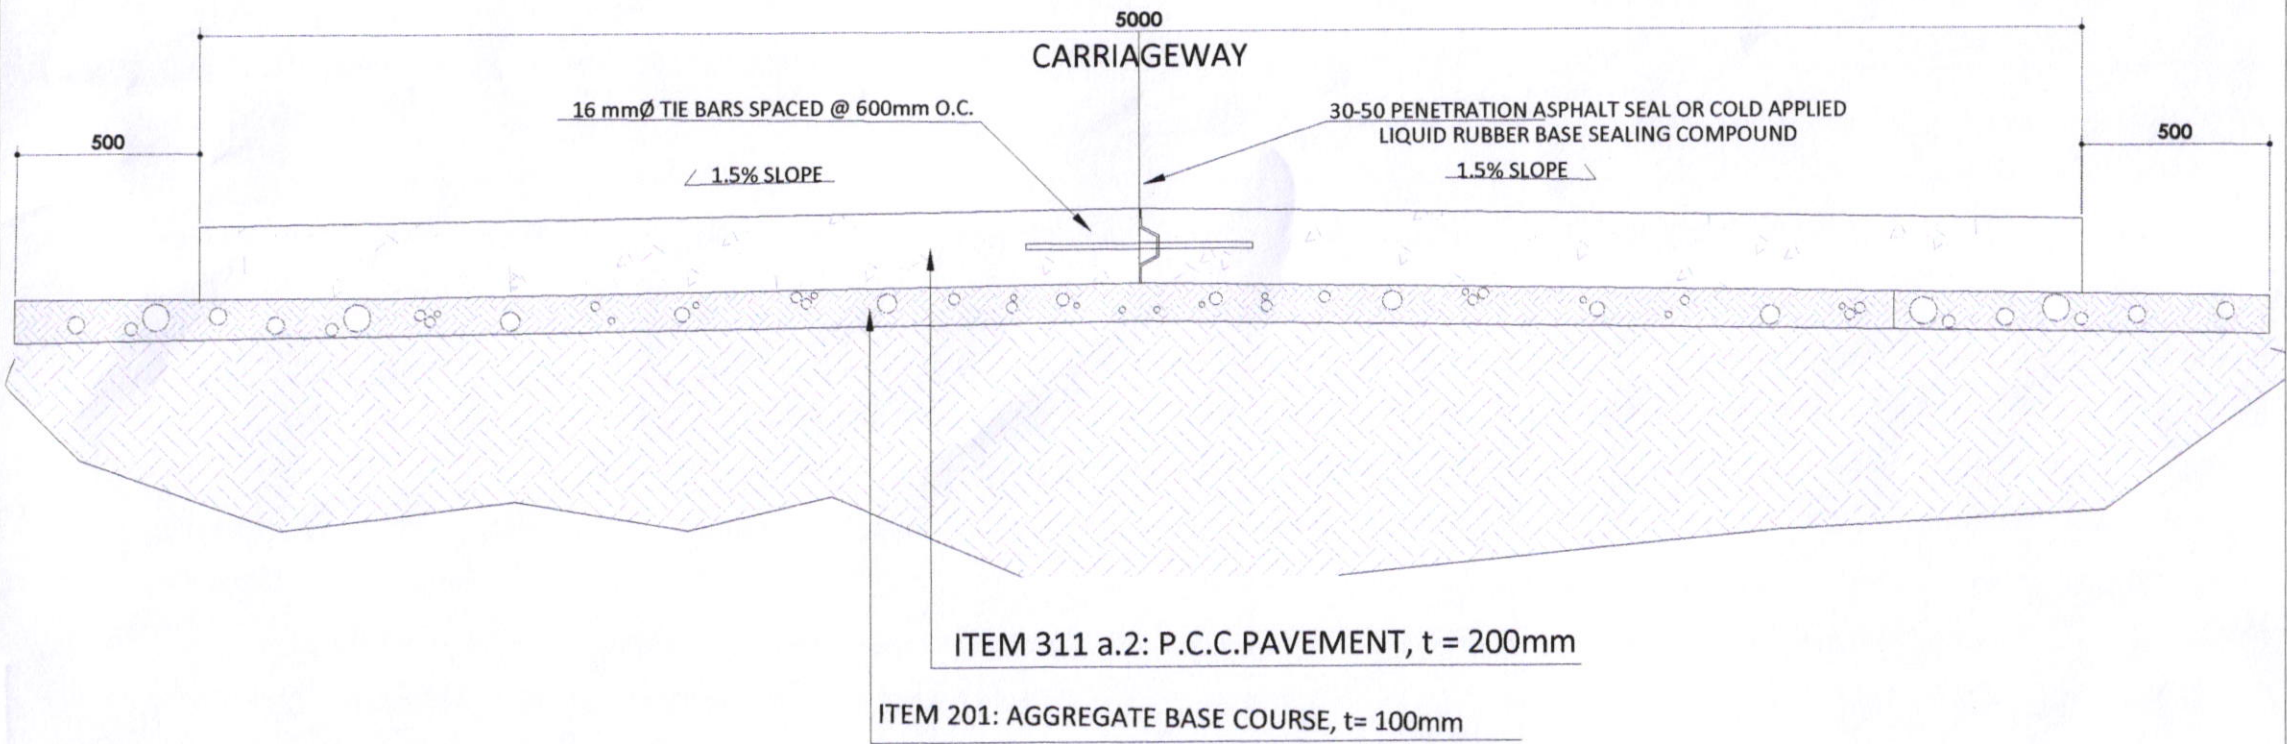 5000
CARRIAGEWAY
16 mmØ TIE BARS SPACED @ 600mm O.C.
30-50 PENETRATION ASPHALT SEAL OR COLD APPLIED
LIQUID RUBBER BASE SEALING COMPOUND
500
500
1.5% SLOPE
1.5% SLOPE
ITEM 311 a.2: P.C.C.PAVEMENT, t = 200mm
ITEM 201: AGGREGATE BASE COURSE, t= 100mm